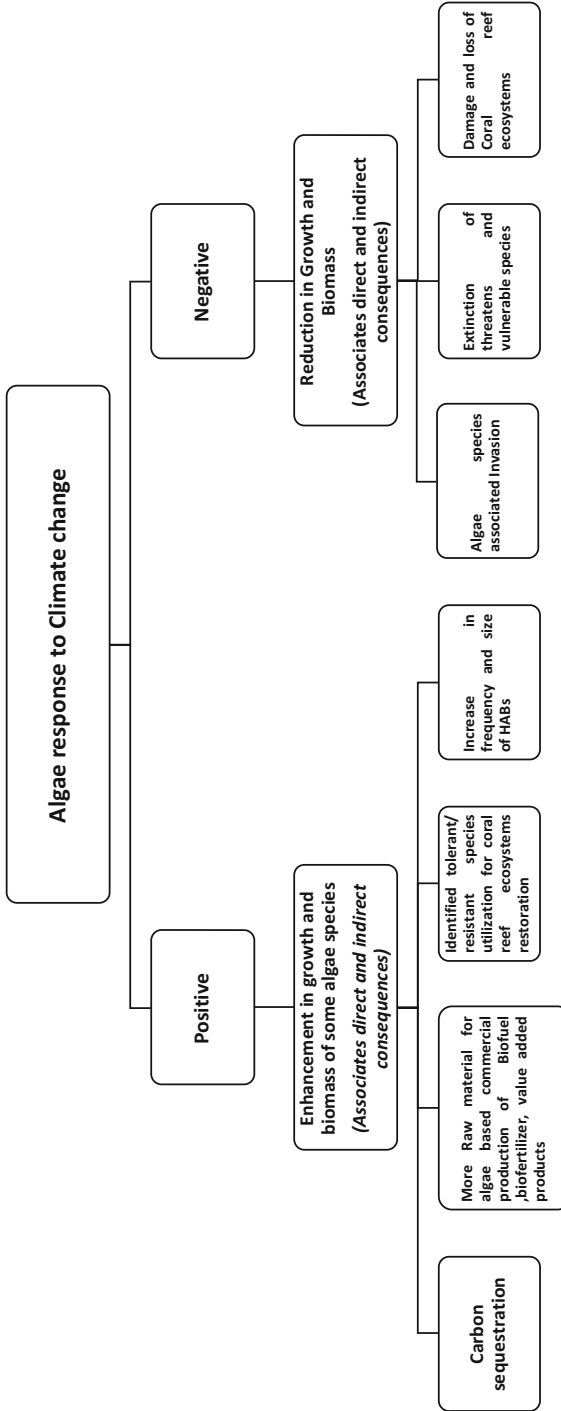 Algae response to Climate change
Positive
Negative
Enhancement in growth and
biomass of some algae species
(Associates direct and indirect
consequences)
Reduction in Growth and
Biomass
(Associates direct and indirect
consequences)
Carbon
sequestration
More Raw material for
algae based commercial
production of Biofuel
,biofertilizer, value added
products
Identified tolerant/
resistant species
utilization for coral
reef ecosystems
restoration
Increase in
frequency and size
of HABs
Algae species
associated Invasion
Extinction of
threatens and
vulnerable species
Damage and loss of
Coral reef
ecosystems